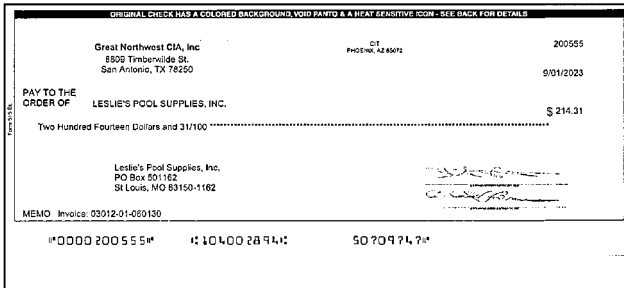 ORIGINAL CHECK HAS A COLORED BACKGROUND, VOID PANTO & A HEAT SENSITIVE ICON - SEE BACK FOR DETAILS
Great Northwest CIA, Inc
8809 Timberwilde St.
San Antonio, TX 78250
CIT
PHOENIX, AZ 85072
200555
9/01/2023
PAY TO THE
ORDER OF LESLIE'S POOL SUPPLIES, INC.
$ 214.31
Two Hundred Fourteen Dollars and 31/100 ****************
Leslie's Pool Supplies, Inc.
PO Box 501162
St Louis, MO 63150-1162
MEMO Invoice: 03012-01-060130
⑈0000200555⑈ ⑆104002894⑆ 50709747⑈